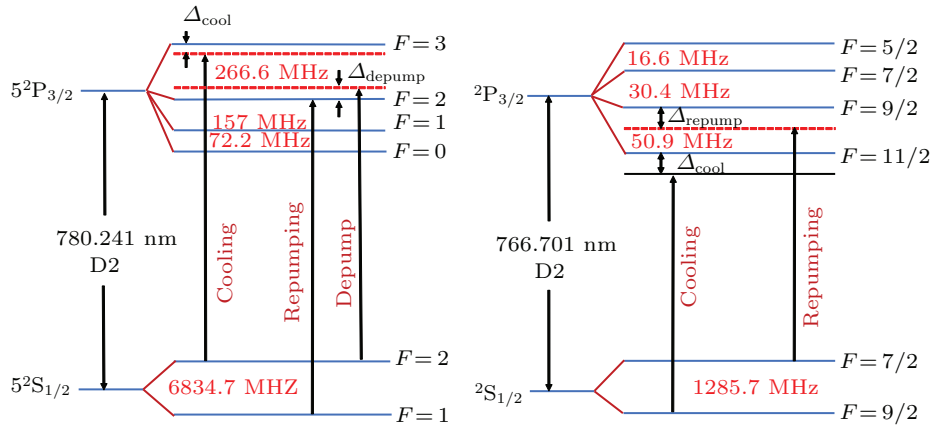 Δcool
F=3
266.6 MHz
Δdepump
5²P3/2
F=2
157 MHz
F=1
72.2 MHz
F=0
780.241 nm
D2
Cooling
Repumping
Depump
F=2
5²S1/2
6834.7 MHZ
F=1
F=5/2
16.6 MHz
F=7/2
²P3/2
30.4 MHz
F=9/2
Δrepump
50.9 MHz
F=11/2
Δcool
766.701 nm
D2
Cooling
Repumping
F=7/2
²S1/2
1285.7 MHz
F=9/2